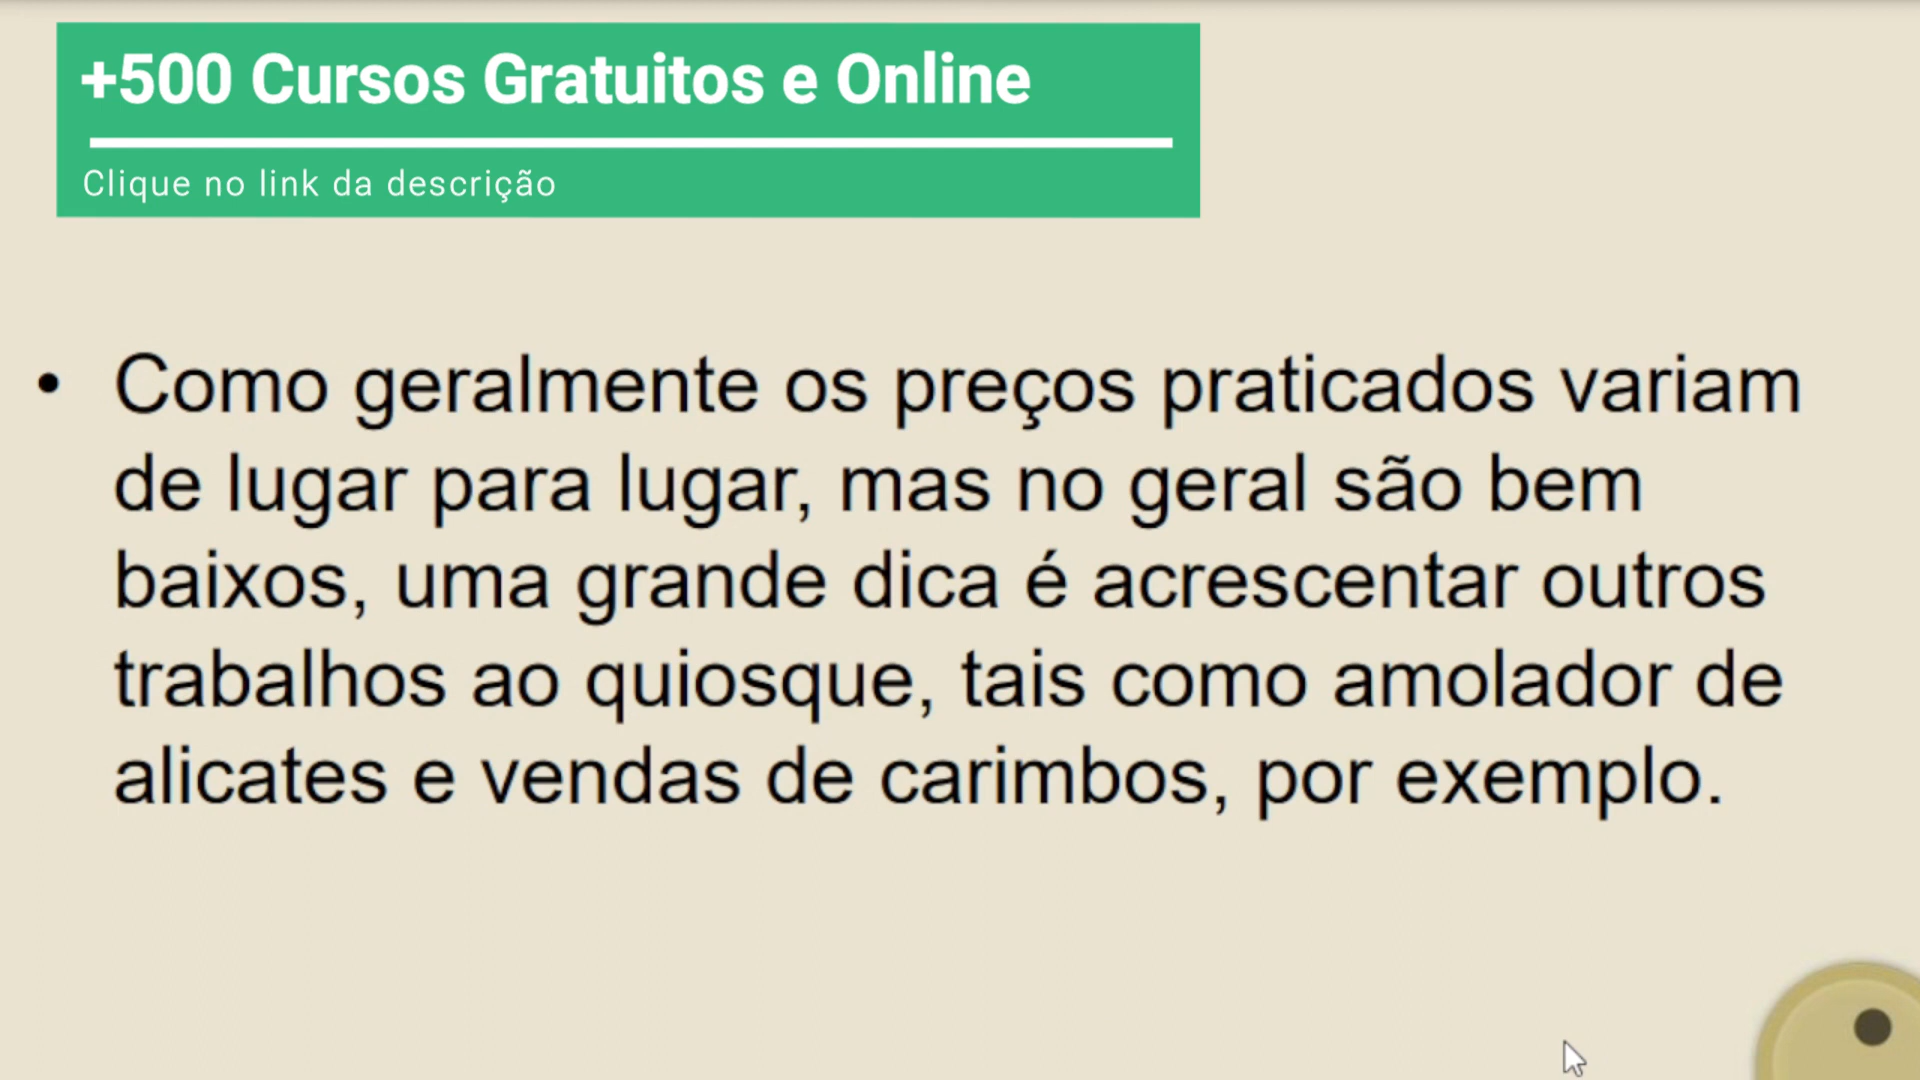 +500 Cursos Gratuitos e Online
Clique no link da descrição
• Como geralmente os preços praticados variam
de lugar para lugar, mas no geral são bem
baixos, uma grande dica é acrescentar outros
trabalhos ao quiosque, tais como amolador de
alicates e vendas de carimbos, por exemplo.